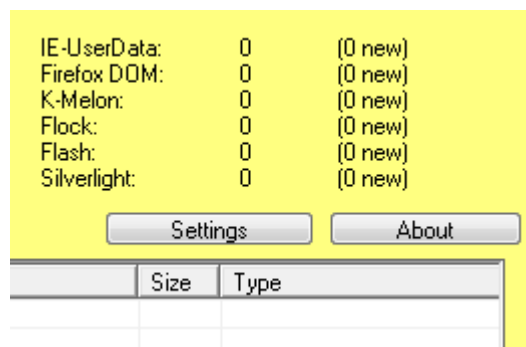 IE-UserData: 0 (0 new)
Firefox DOM: 0 (0 new)
K-Melon: 0 (0 new)
Flock: 0 (0 new)
Flash: 0 (0 new)
Silverlight: 0 (0 new)
Settings About
Size Type